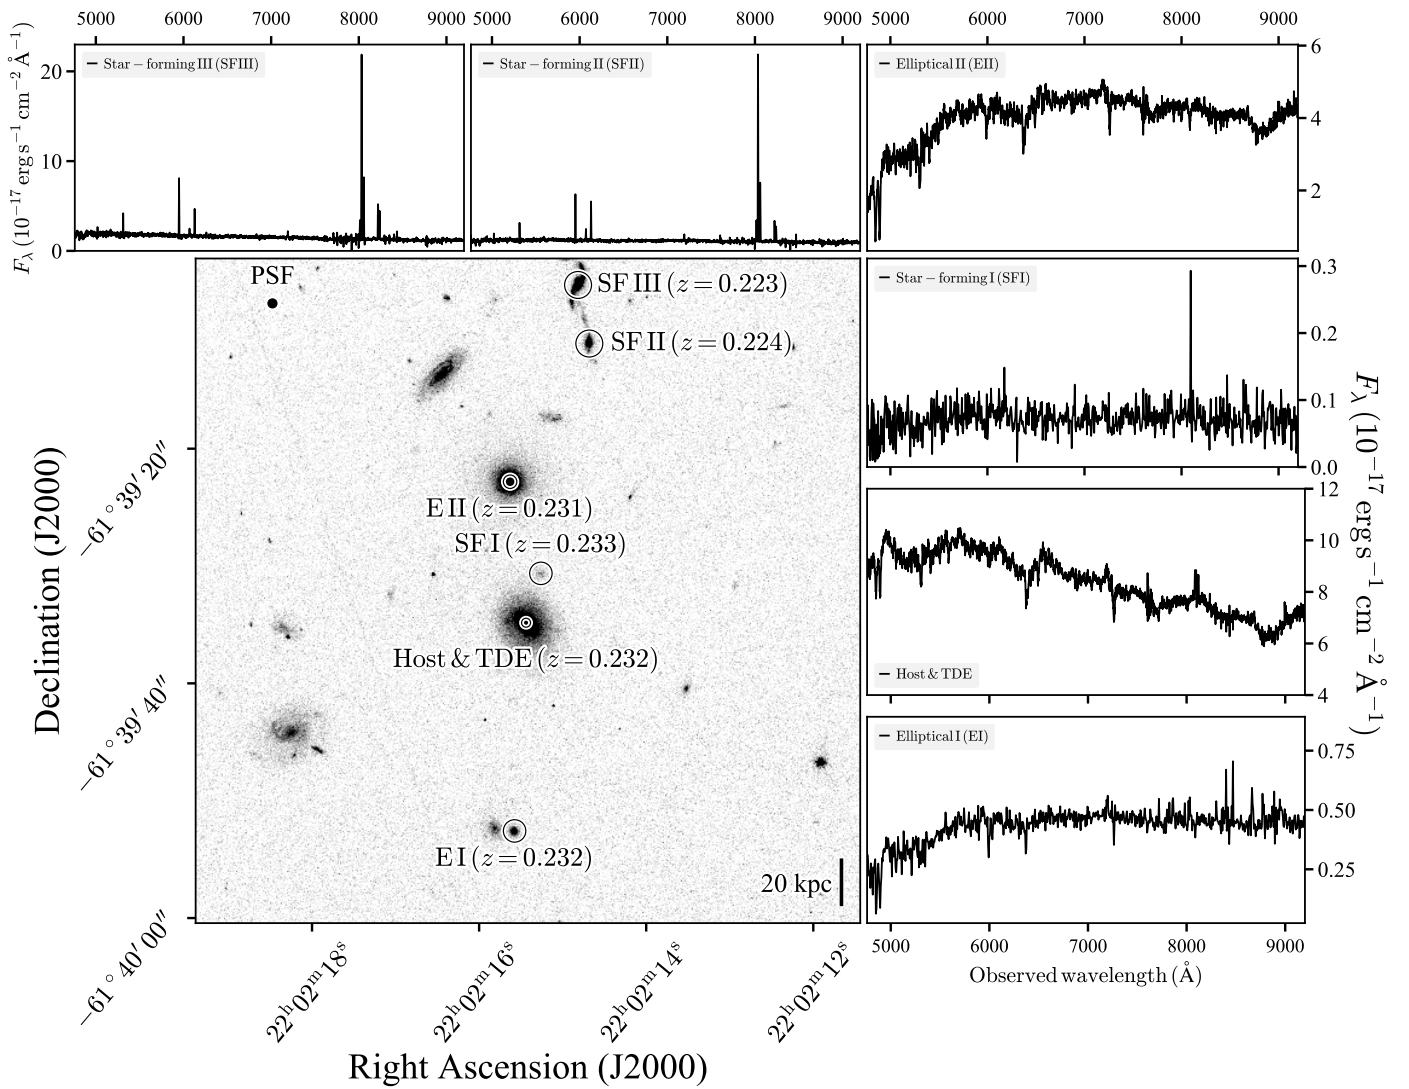 5000 6000 7000 8000 9000
5000 6000 7000 8000 9000
5000 6000 7000 8000 9000
F_λ (10^−17 erg s^−1 cm^−2 Å^−1)
20
10
0
Star − forming III (SFIII)
Star − forming II (SFII)
Elliptical II (EII)
6
4
2
PSF
SF III (z = 0.223)
SF II (z = 0.224)
E II (z = 0.231)
SF I (z = 0.233)
Host & TDE (z = 0.232)
E I (z = 0.232)
20 kpc
Star − forming I (SFI)
0.3
0.2
0.1
0.0
12
10
8
6
4
Host & TDE
F_λ (10^−17 erg s^−1 cm^−2 Å^−1)
Elliptical I (EI)
0.75
0.50
0.25
5000 6000 7000 8000 9000
Observed wavelength (Å)
Declination (J2000)
−61°39′20″
−61°39′40″
−61°40′00″
22h02m18s 22h02m16s 22h02m14s 22h02m12s
Right Ascension (J2000)